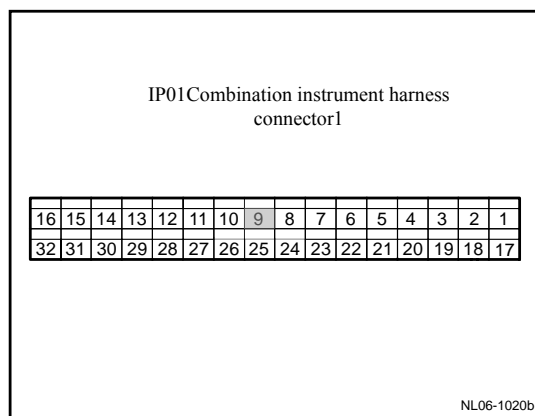 IP01Combination instrument harness
connector1
16 15 14 13 12 11 10 9 8 7 6 5 4 3 2 1
32 31 30 29 28 27 26 25 24 23 22 21 20 19 18 17
NL06-1020b